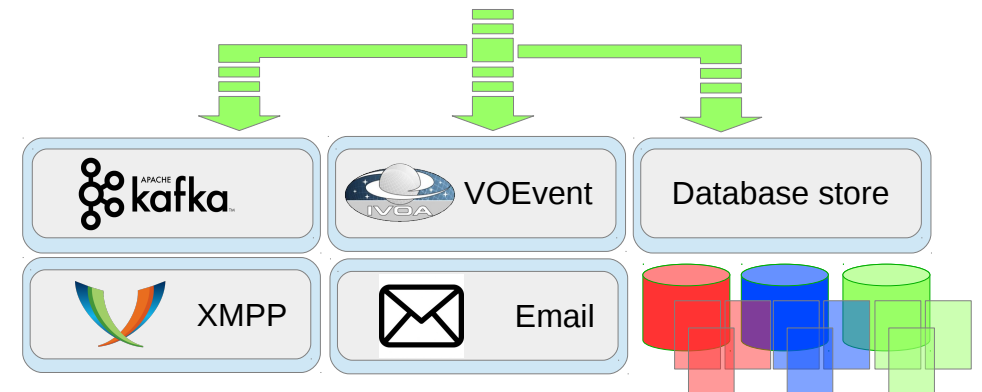 APACHE
kafka
IVOA
VOEvent
Database store
XMPP
Email